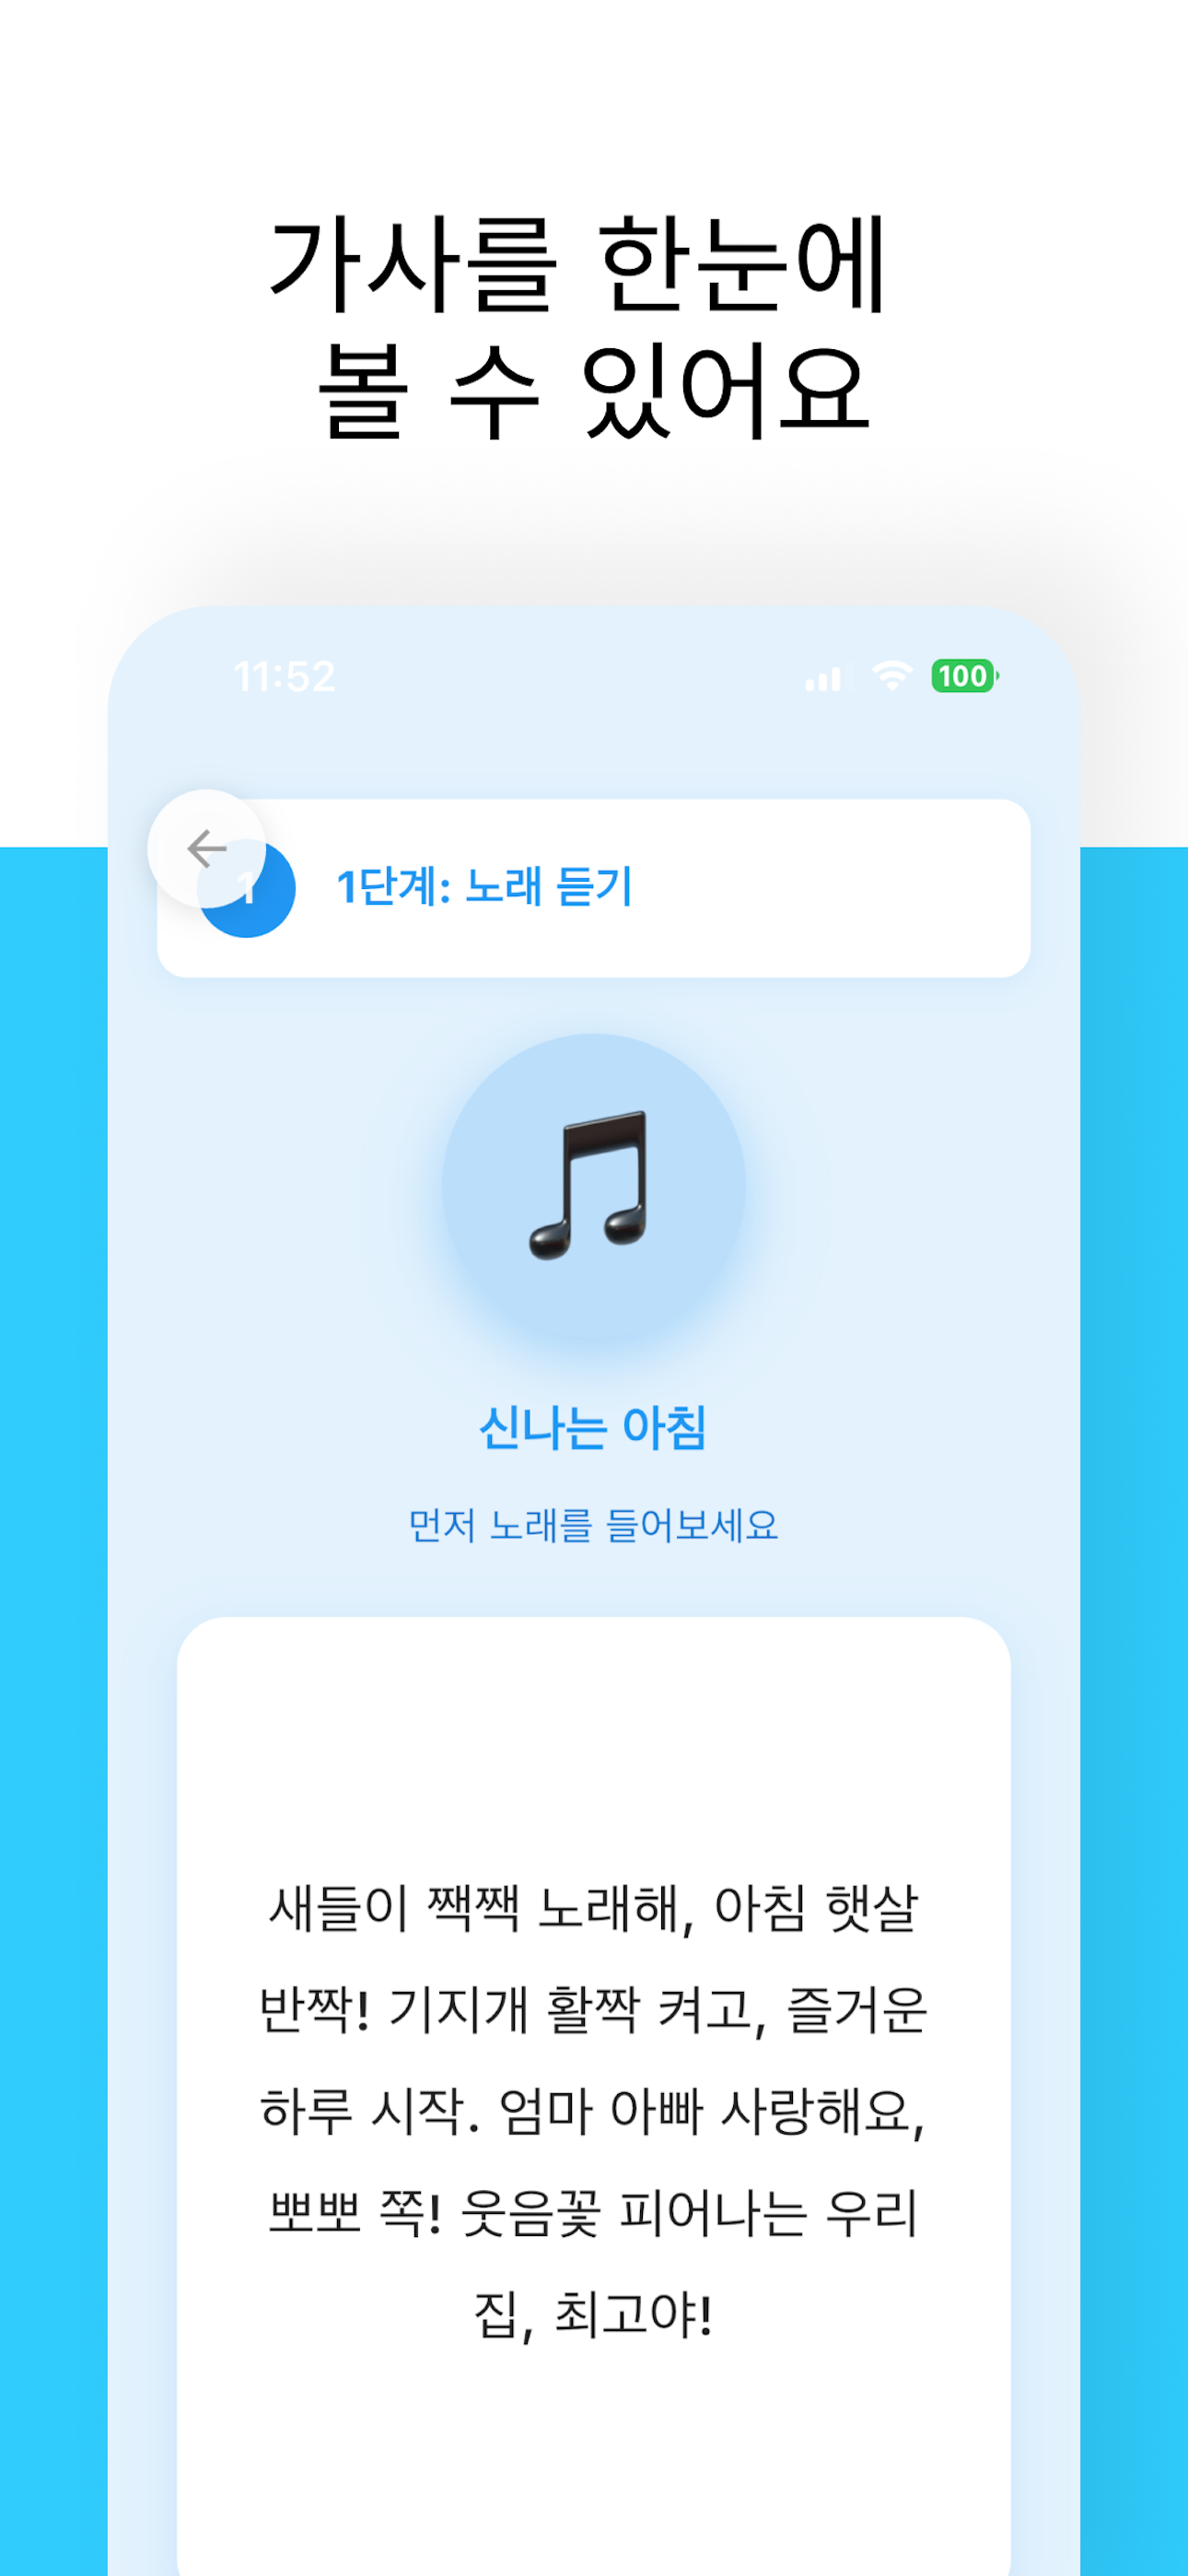 가사를 한눈에
볼 수 있어요
11:52
100
1
1단계: 노래 듣기
신나는 아침
먼저 노래를 들어보세요
새들이 짹짹 노래해, 아침 햇살
반짝! 기지개 활짝 켜고, 즐거운
하루 시작. 엄마 아빠 사랑해요,
뽀뽀 쪽! 웃음꽃 피어나는 우리
집, 최고야!